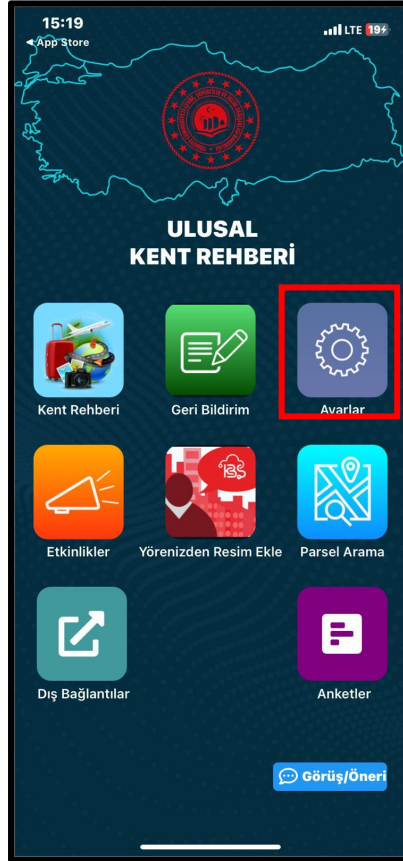 15:19
LTE 19
App Store
ULUSAL
KENT REHBERİ
Kent Rehberi Geri Bildirim Ayarlar
Etkinlikler Yörenizden Resim Ekle Parsel Arama
Dış Bağlantılar Anketler
Görüş/Öneri